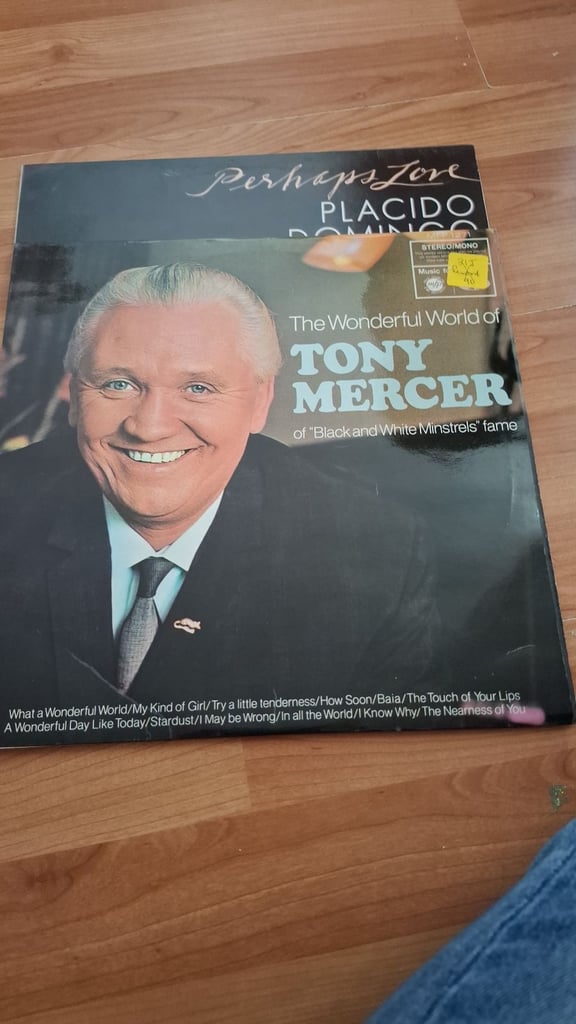 Perhaps Love
PLACIDO
DOMINGO
STEREO/MONO
Music f
The Wonderful World of
TONY
MERCER
of "Black and White Minstrels" fame
What a Wonderful World/My Kind of Girl/Try a little tenderness/How Soon/Baia/The Touch of Your Lips
A Wonderful Day Like Today/Stardust/I May be Wrong/In all the World/I Know Why/The Nearness of You